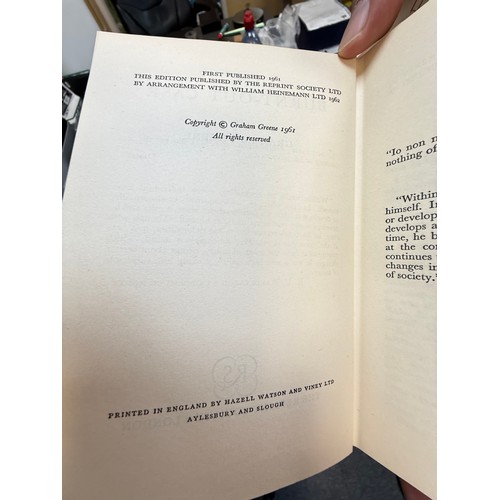 FIRST PUBLISHED 1961
THIS EDITION PUBLISHED BY THE REPRINT SOCIETY LTD
BY ARRANGEMENT WITH WILLIAM HEINEMANN LTD 1962
Copyright © Graham Greene 1961
All rights reserved
PRINTED IN ENGLAND BY HAZELL WATSON AND VINEY LTD
AYLESBURY AND SLOUGH
"Io non
nothing of
"Within
himself. In
or develop
develops a
time, he b
at the con
continues
changes in
of society."